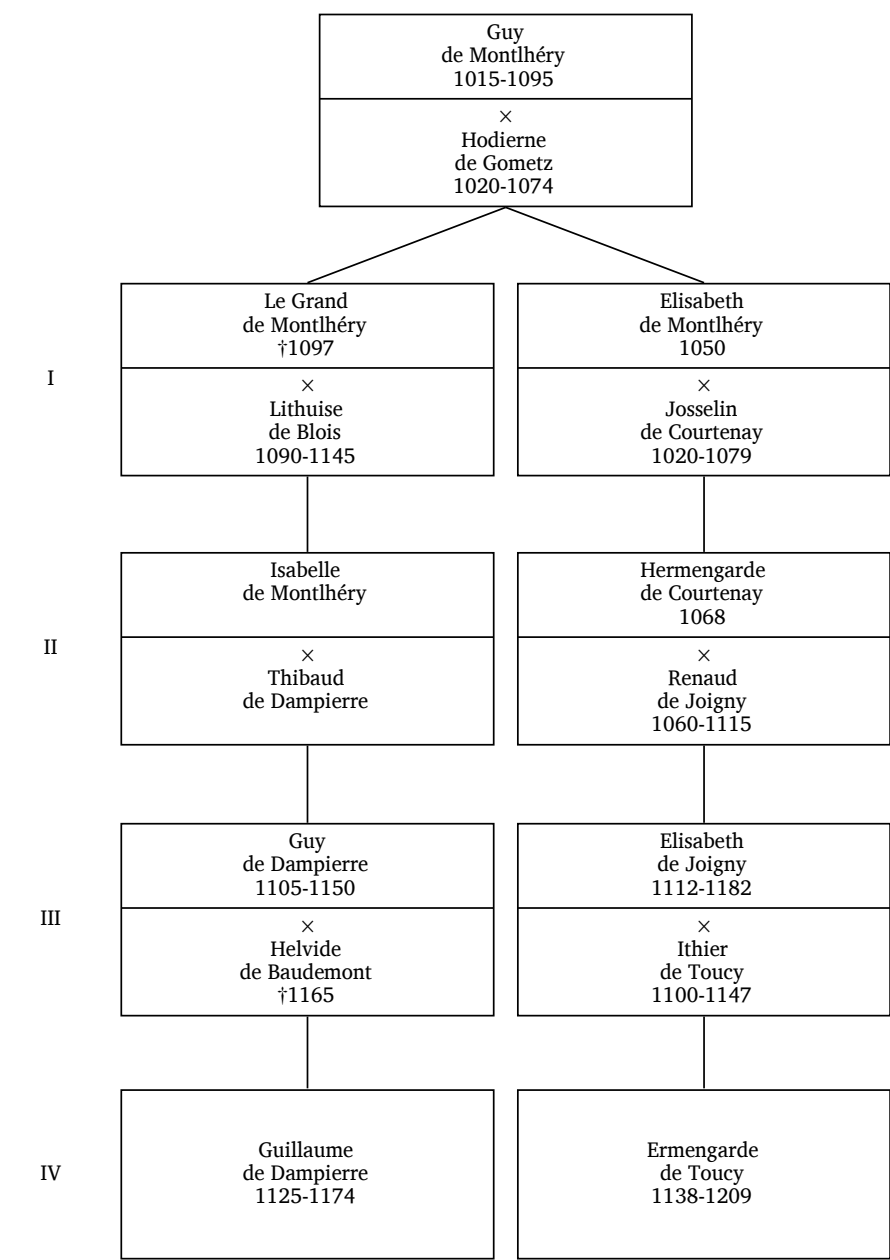 Guy
de Montlhéry
1015-1095
×
Hodierne
de Gometz
1020-1074
I
Le Grand
de Montlhéry
†1097
×
Lithuise
de Blois
1090-1145
Elisabeth
de Montlhéry
1050
×
Josselin
de Courtenay
1020-1079
II
Isabelle
de Montlhéry
×
Thibaud
de Dampierre
Hermengarde
de Courtenay
1068
×
Renaud
de Joigny
1060-1115
III
Guy
de Dampierre
1105-1150
×
Helvide
de Baudemont
†1165
Elisabeth
de Joigny
1112-1182
×
Ithier
de Toucy
1100-1147
IV
Guillaume
de Dampierre
1125-1174
Ermengarde
de Toucy
1138-1209